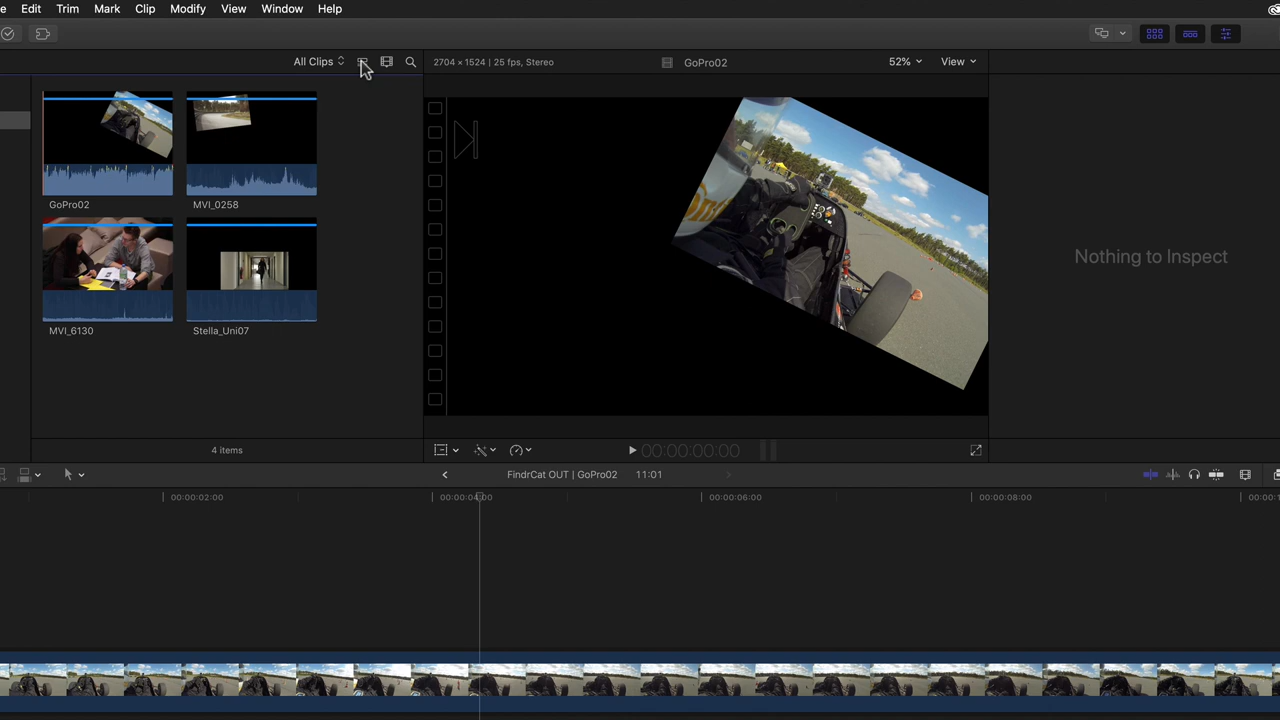 Edit Trim Mark Clip Modify View Window Help
All Clips
2704 × 1524 | 25 fps, Stereo
GoPro02
52%
View
GoPro02
MVI_0258
MVI_6130
Stella_Uni07
Nothing to Inspect
4 items
00:00:00:00
FindrCat OUT | GoPro02
11:01
00:00:02:00
00:00:04:00
00:00:06:00
00:00:08:00